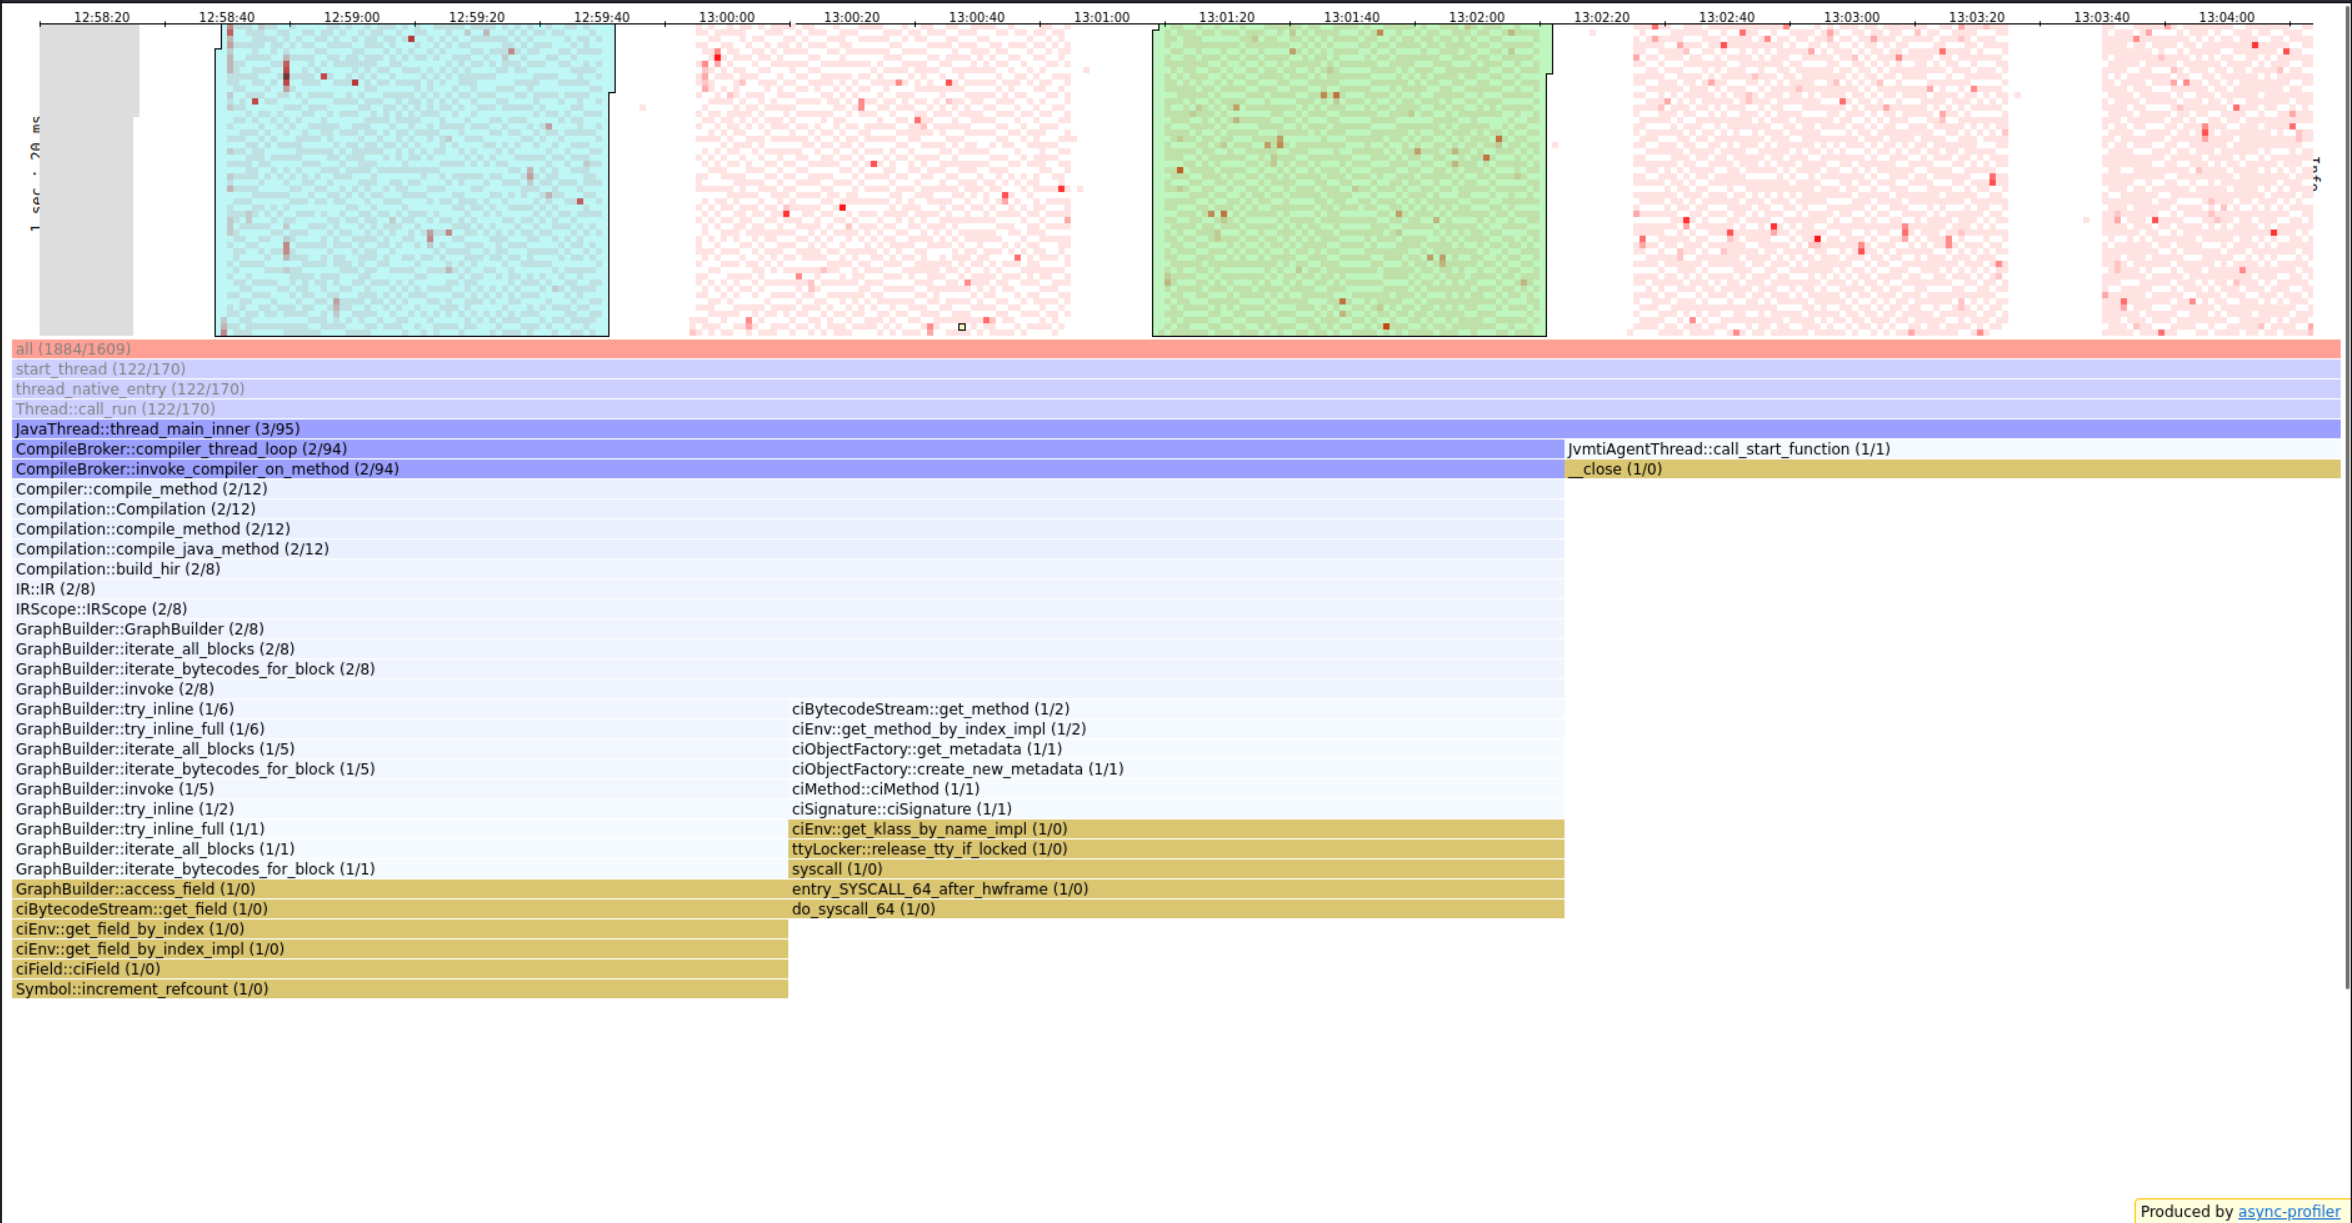 12:58:20 12:58:40 12:59:00 12:59:20 12:59:40 13:00:00 13:00:20 13:00:40 13:01:00 13:01:20 13:01:40 13:02:00 13:02:20 13:02:40 13:03:00 13:03:20 13:03:40 13:04:00
1 sec · 20 ms
Info
all (1884/1609)
start_thread (122/170)
thread_native_entry (122/170)
Thread::call_run (122/170)
JavaThread::thread_main_inner (3/95)
CompileBroker::compiler_thread_loop (2/94) JvmtiAgentThread::call_start_function (1/1)
CompileBroker::invoke_compiler_on_method (2/94) __close (1/0)
Compiler::compile_method (2/12)
Compilation::Compilation (2/12)
Compilation::compile_method (2/12)
Compilation::compile_java_method (2/12)
Compilation::build_hir (2/8)
IR::IR (2/8)
IRScope::IRScope (2/8)
GraphBuilder::GraphBuilder (2/8)
GraphBuilder::iterate_all_blocks (2/8)
GraphBuilder::iterate_bytecodes_for_block (2/8)
GraphBuilder::invoke (2/8)
GraphBuilder::try_inline (1/6) ciBytecodeStream::get_method (1/2)
GraphBuilder::try_inline_full (1/6) ciEnv::get_method_by_index_impl (1/2)
GraphBuilder::iterate_all_blocks (1/5) ciObjectFactory::get_metadata (1/1)
GraphBuilder::iterate_bytecodes_for_block (1/5) ciObjectFactory::create_new_metadata (1/1)
GraphBuilder::invoke (1/5) ciMethod::ciMethod (1/1)
GraphBuilder::try_inline (1/2) ciSignature::ciSignature (1/1)
GraphBuilder::try_inline_full (1/1) ciEnv::get_klass_by_name_impl (1/0)
GraphBuilder::iterate_all_blocks (1/1) ttyLocker::release_tty_if_locked (1/0)
GraphBuilder::iterate_bytecodes_for_block (1/1) syscall (1/0)
GraphBuilder::access_field (1/0) entry_SYSCALL_64_after_hwframe (1/0)
ciBytecodeStream::get_field (1/0) do_syscall_64 (1/0)
ciEnv::get_field_by_index (1/0)
ciEnv::get_field_by_index_impl (1/0)
ciField::ciField (1/0)
Symbol::increment_refcount (1/0)
Produced by async-profiler